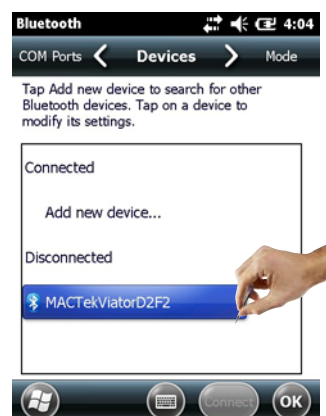 Bluetooth 4:04
COM Ports Devices Mode
Tap Add new device to search for other
Bluetooth devices. Tap on a device to
modify its settings.
Connected
Add new device...
Disconnected
MACTekViatorD2F2
Connect OK